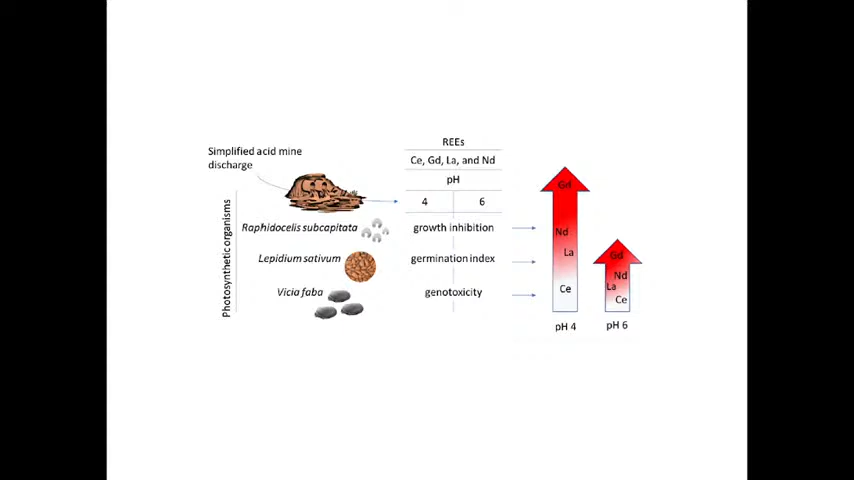 Simplified acid mine
discharge
REEs
Ce, Gd, La, and Nd
pH
4 6
Photosynthetic organisms
Raphidocelis subcapitata growth inhibition
Lepidium sativum germination index
Vicia faba genotoxicity
Gd
Nd
La
Ce
pH 4
Gd
Nd
La
Ce
pH 6